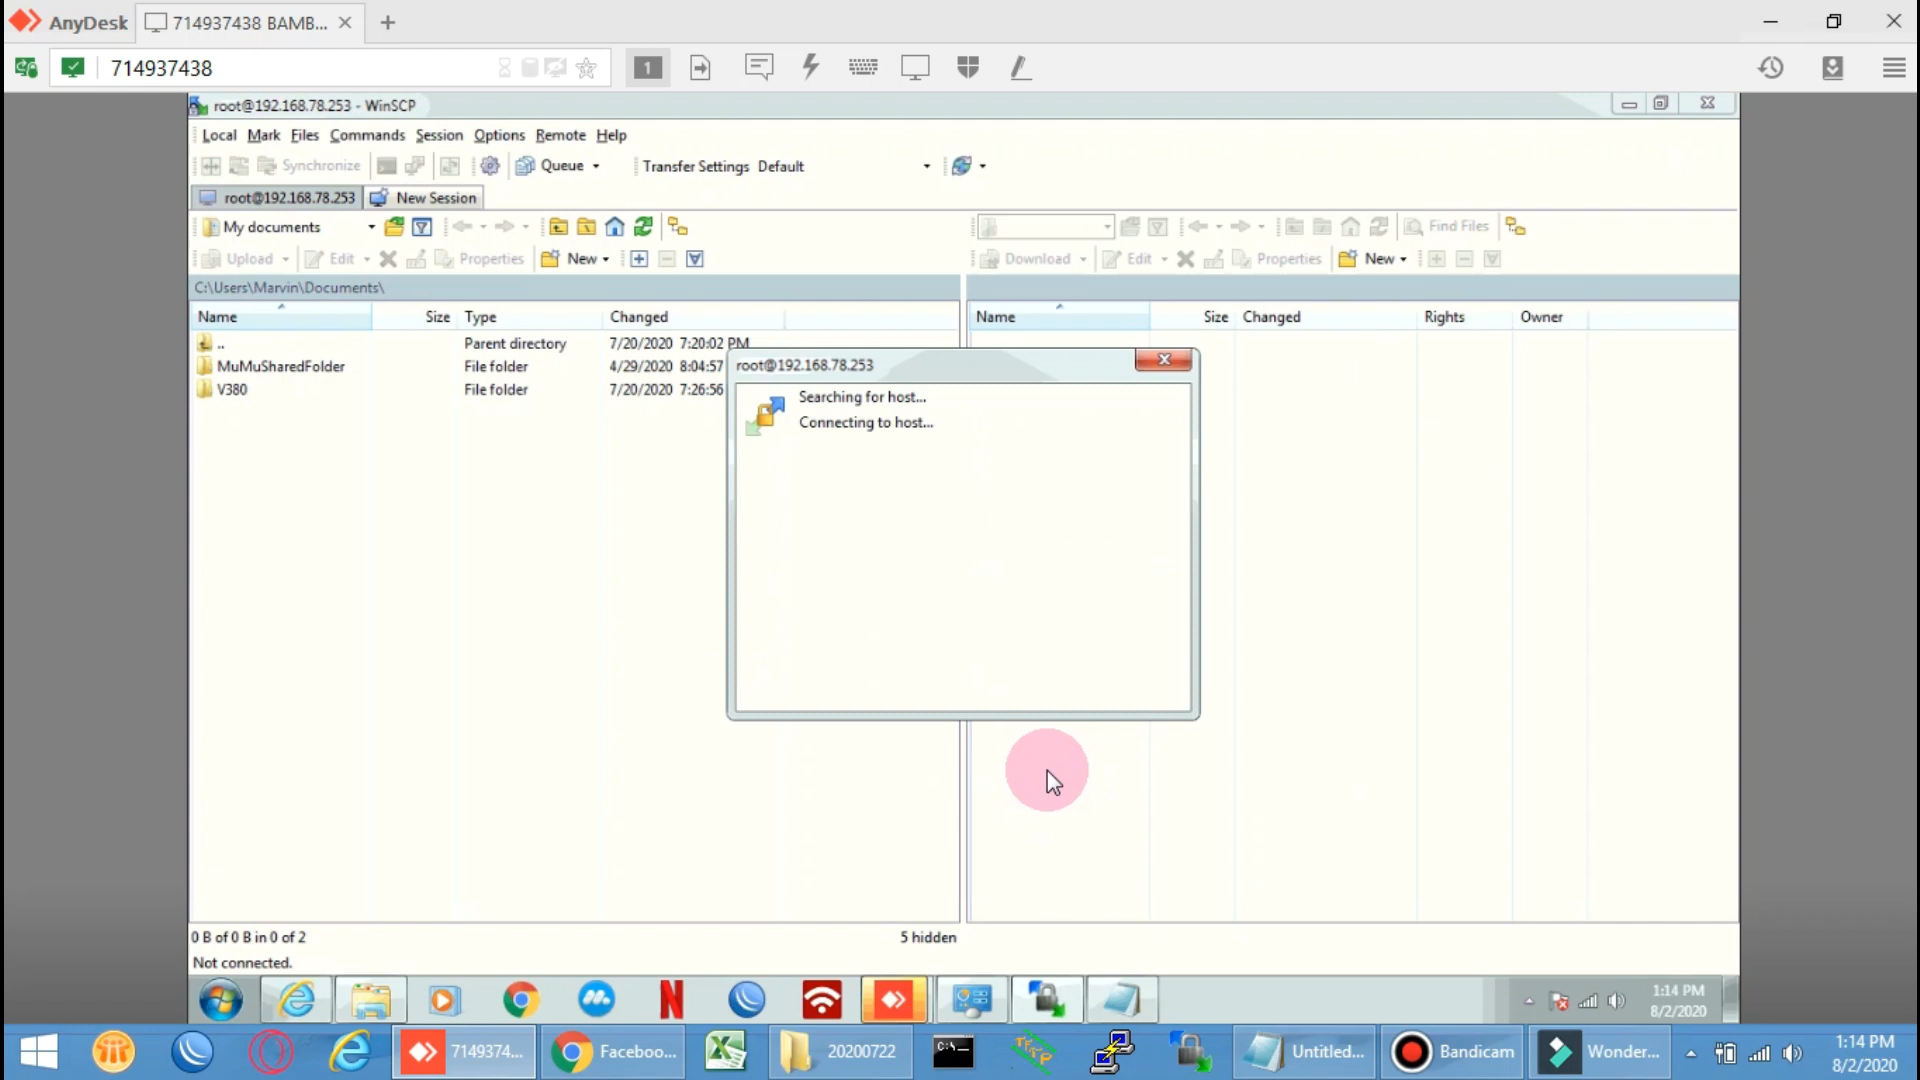 AnyDesk
714937438 BAMB...
714937438
1
root@192.168.78.253 - WinSCP
Local Mark Files Commands Session Options Remote Help
Synchronize
Queue
Transfer Settings Default
root@192.168.78.253
New Session
My documents
Find Files
Upload Edit Properties New
Download Edit Properties New
C:\Users\Marvin\Documents\
Name Size Type Changed
Name Size Changed Rights Owner
.. Parent directory 7/20/2020 7:20:02 PM
MuMuSharedFolder File folder 4/29/2020 8:04:57
V380 File folder 7/20/2020 7:26:56
root@192.168.78.253
Searching for host...
Connecting to host...
0 B of 0 B in 0 of 2
5 hidden
Not connected.
1:14 PM
8/2/2020
7149374...
Faceboo...
20200722
C:\_
TFTP
Untitled...
Bandicam
Wonder...
1:14 PM
8/2/2020